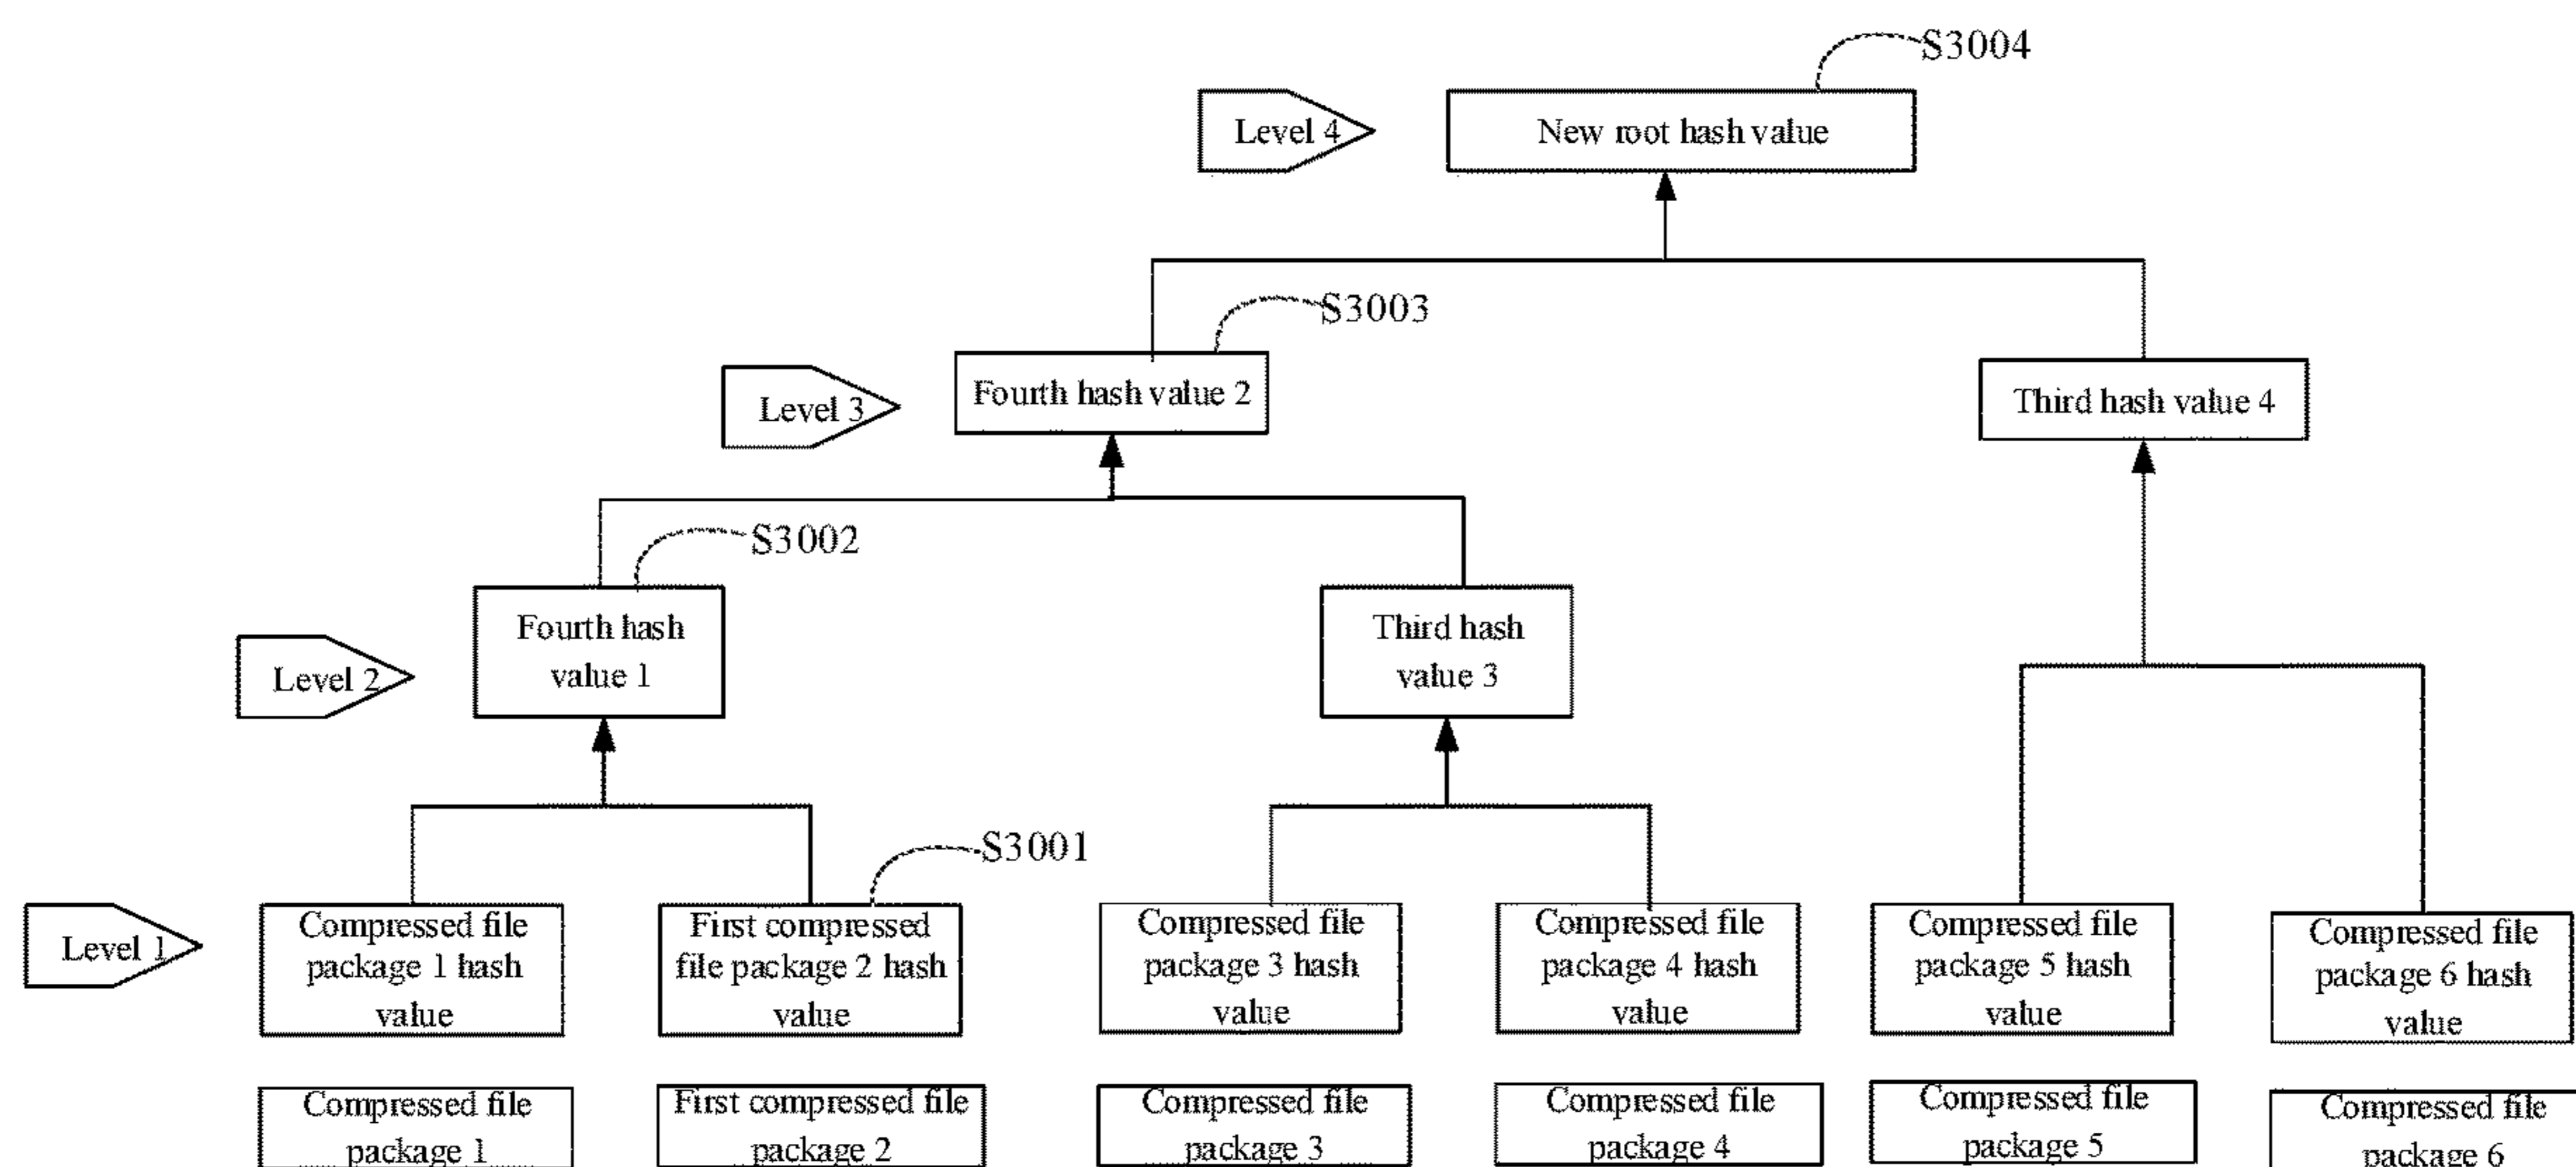 S3004
Level 4
New root hash value
S3003
Level 3
Fourth hash value 2
Third hash value 4
S3002
Level 2
Fourth hash
value 1
Third hash
value 3
S3001
Level 1
Compressed file
package 1 hash
value
First compressed
file package 2 hash
value
Compressed file
package 3 hash
value
Compressed file
package 4 hash
value
Compressed file
package 5 hash
value
Compressed file
package 6 hash
value
Compressed file
package 1
First compressed file
package 2
Compressed file
package 3
Compressed file
package 4
Compressed file
package 5
Compressed file
package 6